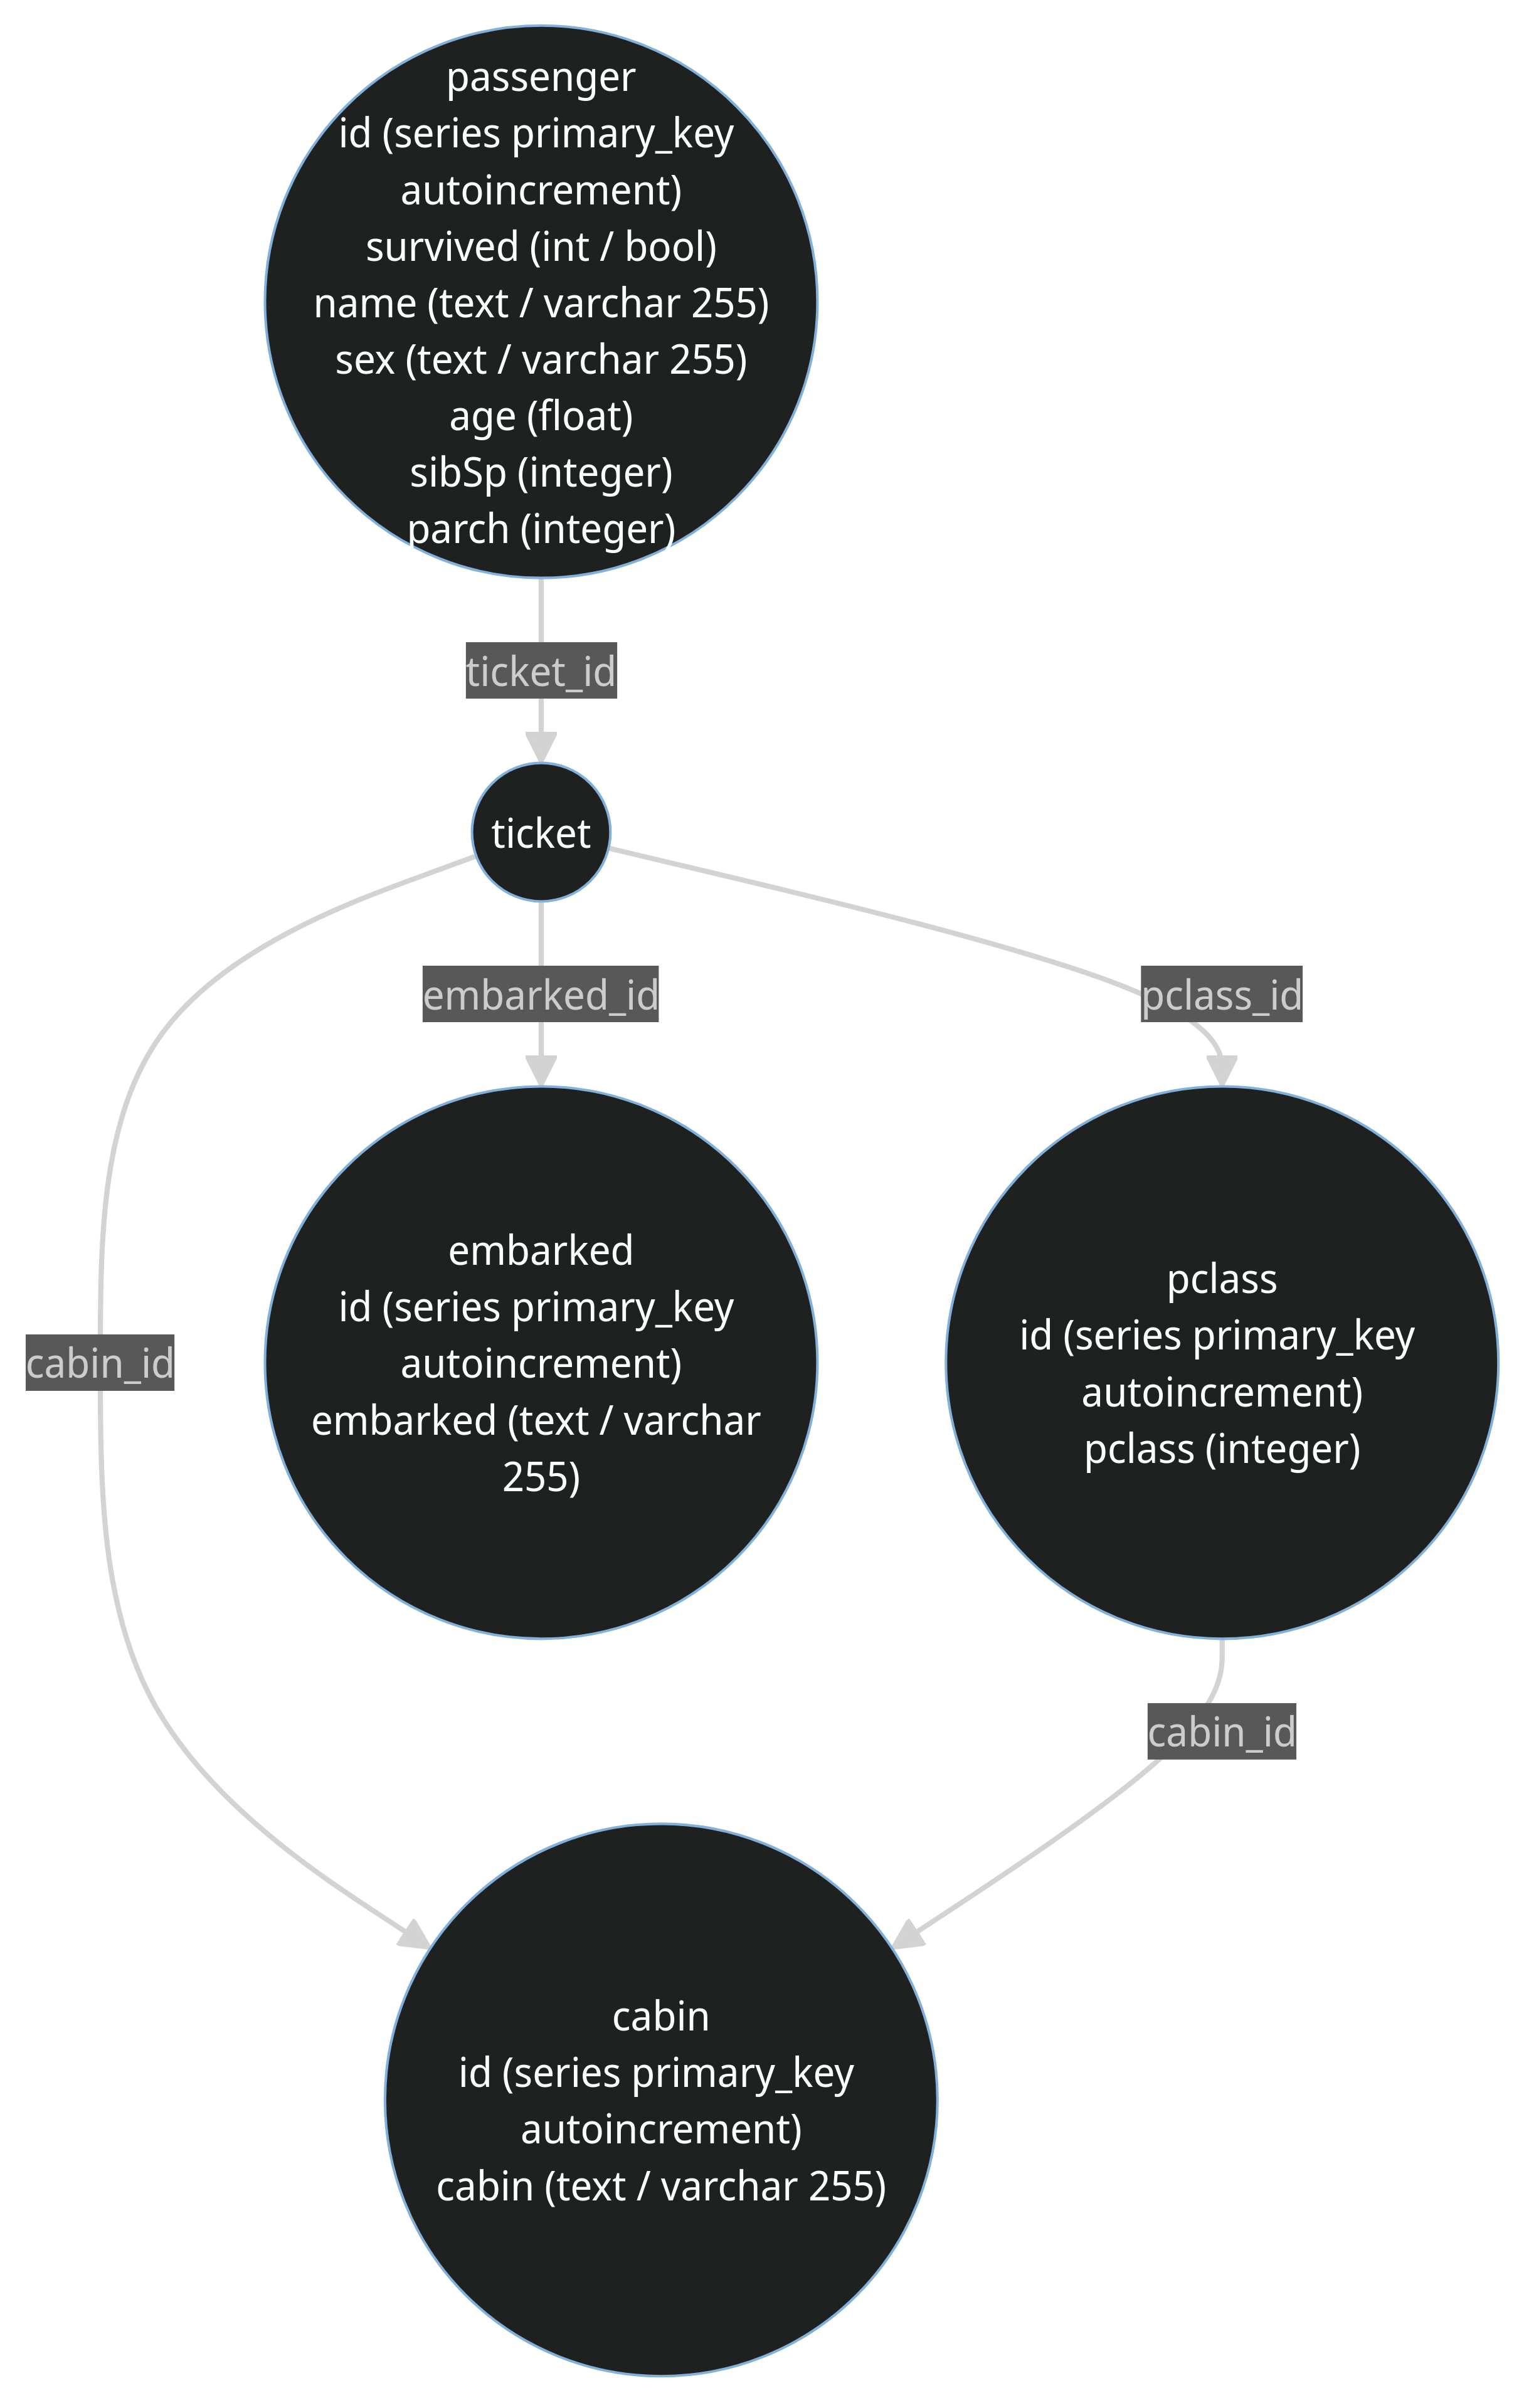 passenger
id (series primary_key
autoincrement)
survived (int / bool)
name (text / varchar 255)
sex (text / varchar 255)
age (float)
sibSp (integer)
parch (integer)
ticket_id
ticket
embarked_id
pclass_id
embarked
id (series primary_key
autoincrement)
embarked (text / varchar
255)
pclass
id (series primary_key
autoincrement)
pclass (integer)
cabin_id
cabin_id
cabin
id (series primary_key
autoincrement)
cabin (text / varchar 255)